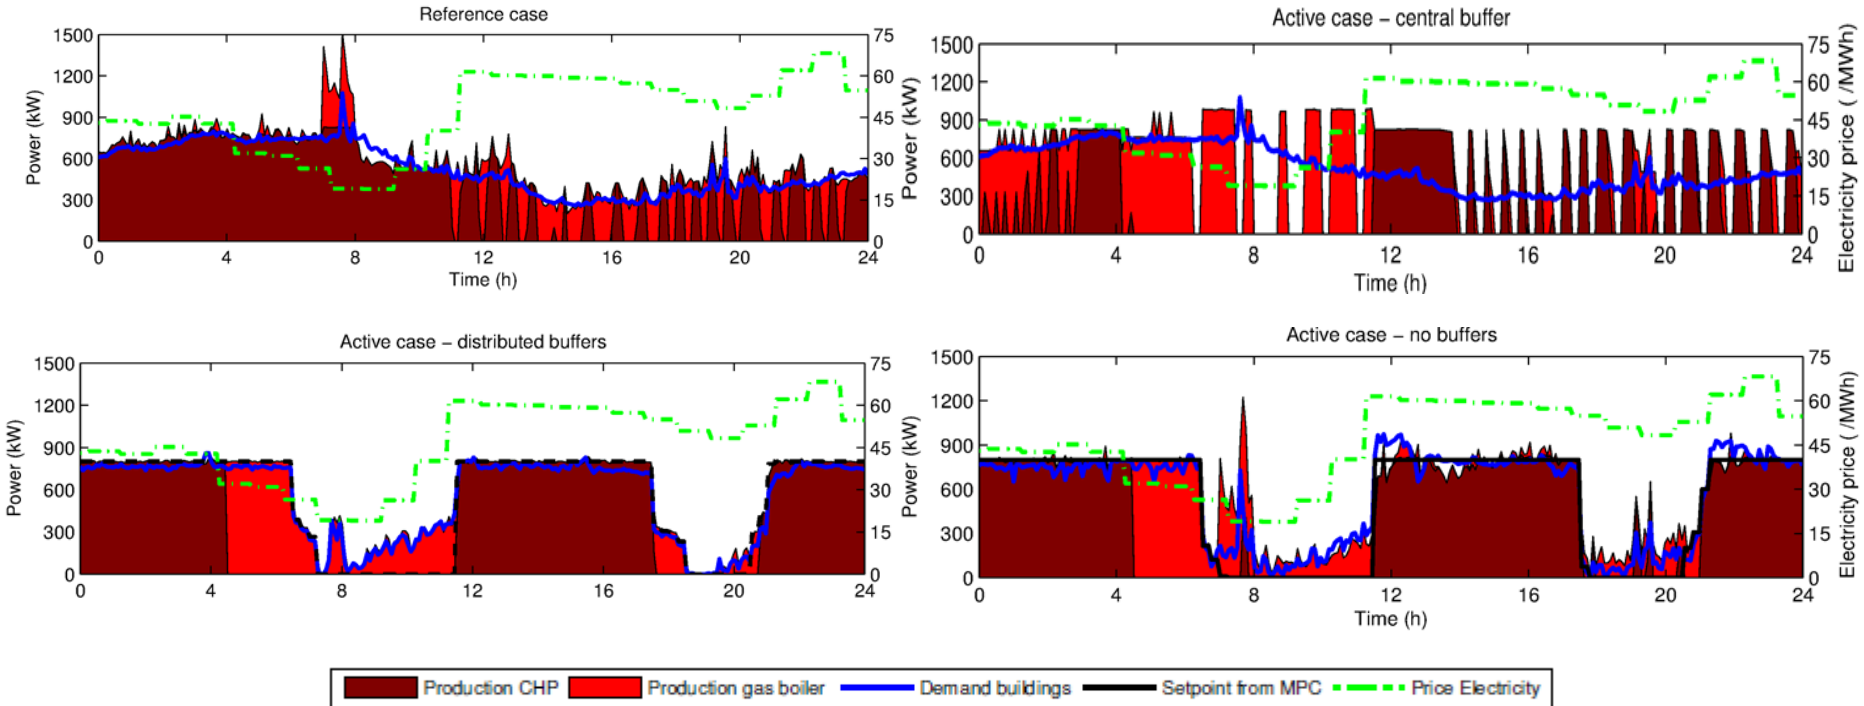 Reference case
1500
1200
900
600
300
0
75
60
45
30
15
0
0 4 8 12 16 20 24
Power (kW)
Time (h)
Active case – central buffer
1500
1200
900
600
300
0
75
60
45
30
15
0
0 4 8 12 16 20 24
Power (kW)
Electricity price ( /MWh)
Time (h)
Active case – distributed buffers
1500
1200
900
600
300
0
75
60
45
30
15
0
0 4 8 12 16 20 24
Power (kW)
Active case – no buffers
1500
1200
900
600
300
0
75
60
45
30
15
0
0 4 8 12 16 20 24
Power (kW)
Electricity price ( /MWh)
Time (h)
Production CHP Production gas boiler Demand buildings Setpoint from MPC Price Electricity